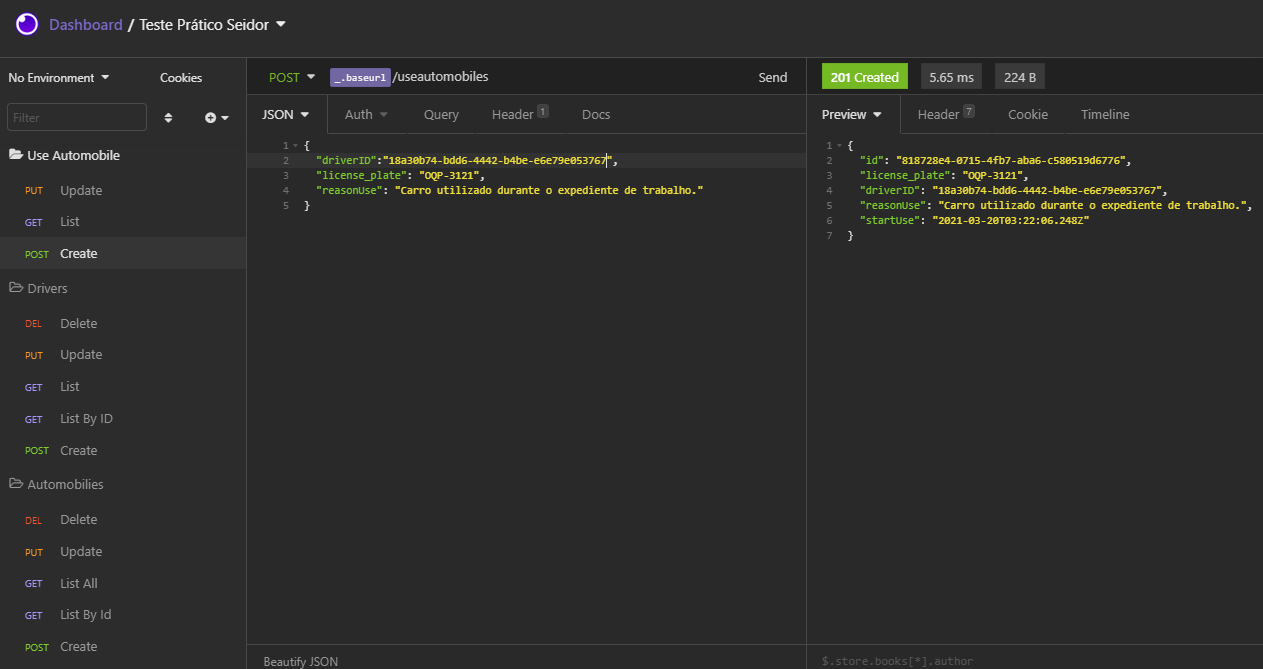 Dashboard / Teste Prático Seidor
No Environment
Cookies
Filter
Use Automobile
PUT Update
GET List
POST Create
Drivers
DEL Delete
PUT Update
GET List
GET List By ID
POST Create
Automobilies
DEL Delete
PUT Update
GET List All
GET List By Id
POST Create
POST _.baseurl /useautomobiles Send
JSON Auth Query Header 1 Docs
1 {
2 "driverID":"18a30b74-bdd6-4442-b4be-e6e79e053767",
3 "license_plate": "OQP-3121",
4 "reasonUse": "Carro utilizado durante o expediente de trabalho."
5 }
Beautify JSON
201 Created 5.65 ms 224 B
Preview Header 7 Cookie Timeline
1 {
2 "id": "818728e4-0715-4fb7-aba6-c580519d6776",
3 "license_plate": "OQP-3121",
4 "driverID": "18a30b74-bdd6-4442-b4be-e6e79e053767",
5 "reasonUse": "Carro utilizado durante o expediente de trabalho.",
6 "startUse": "2021-03-20T03:22:06.248Z"
7 }
$.store.books[*].author